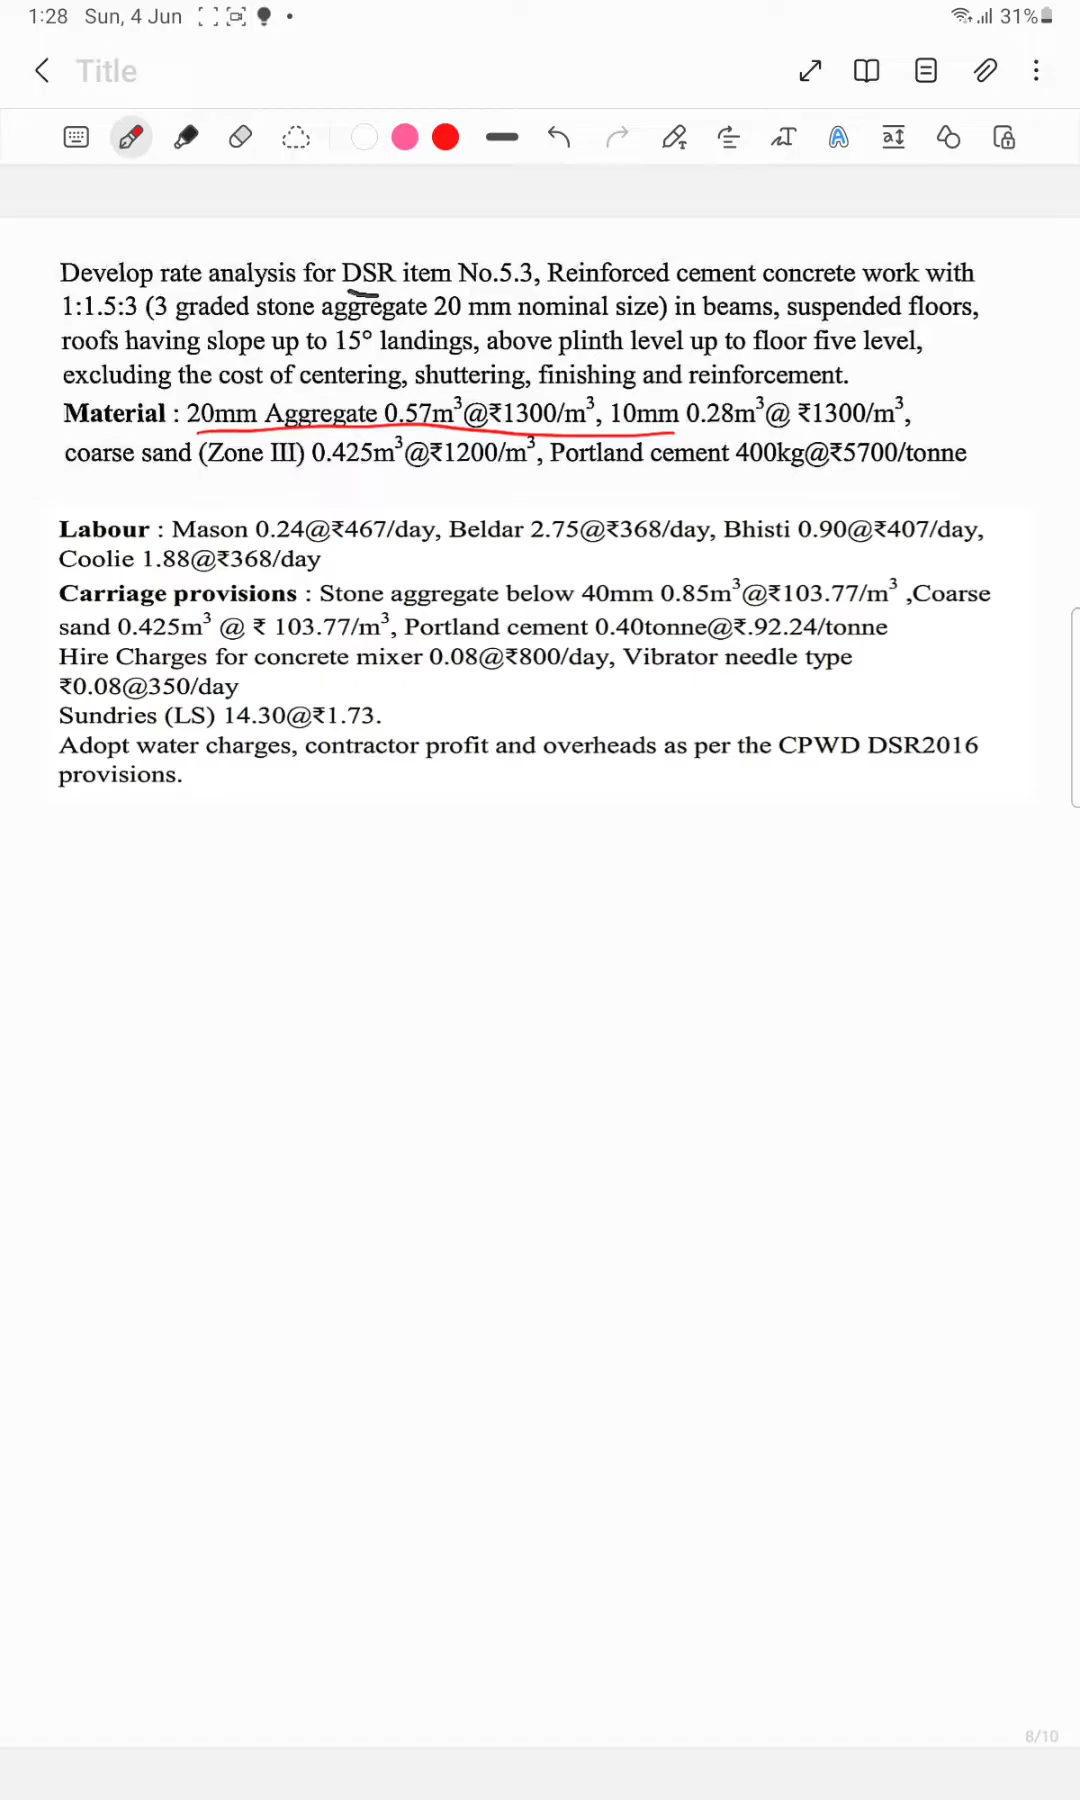 1:28 Sun, 4 Jun
31%
Title
Develop rate analysis for DSR item No.5.3, Reinforced cement concrete work with
1:1.5:3 (3 graded stone aggregate 20 mm nominal size) in beams, suspended floors,
roofs having slope up to 15° landings, above plinth level up to floor five level,
excluding the cost of centering, shuttering, finishing and reinforcement.
Material : 20mm Aggregate 0.57m³@₹1300/m³, 10mm 0.28m³@ ₹1300/m³,
coarse sand (Zone III) 0.425m³@₹1200/m³, Portland cement 400kg@₹5700/tonne
Labour : Mason 0.24@₹467/day, Beldar 2.75@₹368/day, Bhisti 0.90@₹407/day,
Coolie 1.88@₹368/day
Carriage provisions : Stone aggregate below 40mm 0.85m³@₹103.77/m³ ,Coarse
sand 0.425m³ @ ₹ 103.77/m³, Portland cement 0.40tonne@₹.92.24/tonne
Hire Charges for concrete mixer 0.08@₹800/day, Vibrator needle type
₹0.08@350/day
Sundries (LS) 14.30@₹1.73.
Adopt water charges, contractor profit and overheads as per the CPWD DSR2016
provisions.
8/10